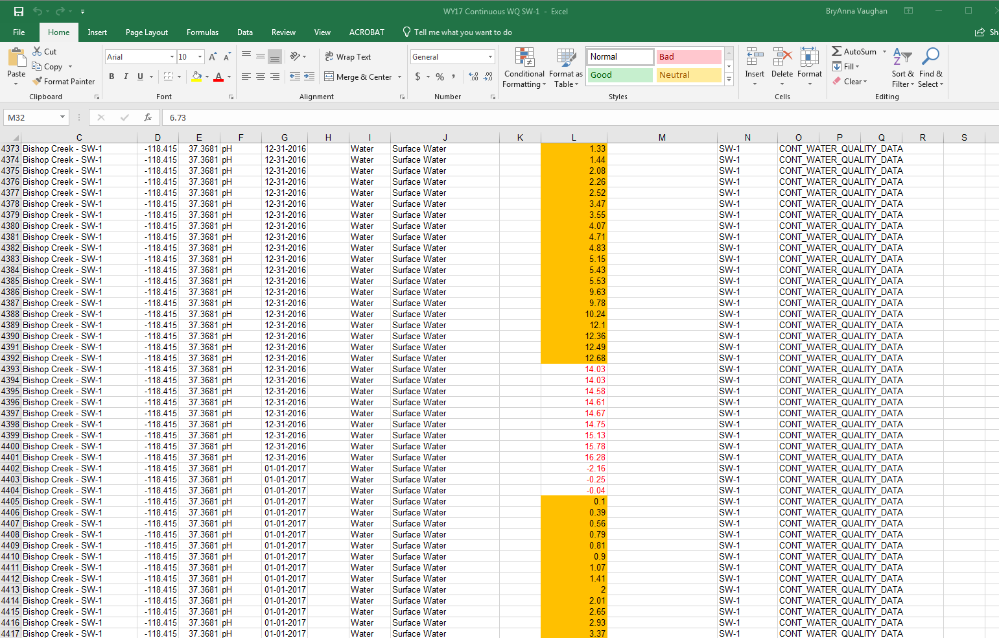 WY17 Continuous WQ SW-1 - Excel BryAnna Vaughan
File Home Insert Page Layout Formulas Data Review View ACROBAT Tell me what you want to do Sh
Cut
Copy
Format Painter
Paste
Clipboard
Arial 10 A A
B I U A
Font
ab Wrap Text
Merge & Center
Alignment
General
$ % , .0 .00 .00 .0
Number
Conditional Formatting
Format as Table
Normal Bad
Good Neutral
Styles
Insert Delete Format
Cells
AutoSum
Fill
Clear
Sort & Filter
Find & Select
Editing
M32 fx 6.73
C D E F G H I J K L M N O P Q R S
4373 Bishop Creek - SW-1 -118.415 37.3681 pH 12-31-2016 Water Surface Water 1.33 SW-1 CONT_WATER_QUALITY_DATA
4374 Bishop Creek - SW-1 -118.415 37.3681 pH 12-31-2016 Water Surface Water 1.44 SW-1 CONT_WATER_QUALITY_DATA
4375 Bishop Creek - SW-1 -118.415 37.3681 pH 12-31-2016 Water Surface Water 2.08 SW-1 CONT_WATER_QUALITY_DATA
4376 Bishop Creek - SW-1 -118.415 37.3681 pH 12-31-2016 Water Surface Water 2.26 SW-1 CONT_WATER_QUALITY_DATA
4377 Bishop Creek - SW-1 -118.415 37.3681 pH 12-31-2016 Water Surface Water 2.52 SW-1 CONT_WATER_QUALITY_DATA
4378 Bishop Creek - SW-1 -118.415 37.3681 pH 12-31-2016 Water Surface Water 3.47 SW-1 CONT_WATER_QUALITY_DATA
4379 Bishop Creek - SW-1 -118.415 37.3681 pH 12-31-2016 Water Surface Water 3.55 SW-1 CONT_WATER_QUALITY_DATA
4380 Bishop Creek - SW-1 -118.415 37.3681 pH 12-31-2016 Water Surface Water 4.07 SW-1 CONT_WATER_QUALITY_DATA
4381 Bishop Creek - SW-1 -118.415 37.3681 pH 12-31-2016 Water Surface Water 4.71 SW-1 CONT_WATER_QUALITY_DATA
4382 Bishop Creek - SW-1 -118.415 37.3681 pH 12-31-2016 Water Surface Water 4.83 SW-1 CONT_WATER_QUALITY_DATA
4383 Bishop Creek - SW-1 -118.415 37.3681 pH 12-31-2016 Water Surface Water 5.15 SW-1 CONT_WATER_QUALITY_DATA
4384 Bishop Creek - SW-1 -118.415 37.3681 pH 12-31-2016 Water Surface Water 5.43 SW-1 CONT_WATER_QUALITY_DATA
4385 Bishop Creek - SW-1 -118.415 37.3681 pH 12-31-2016 Water Surface Water 5.53 SW-1 CONT_WATER_QUALITY_DATA
4386 Bishop Creek - SW-1 -118.415 37.3681 pH 12-31-2016 Water Surface Water 9.63 SW-1 CONT_WATER_QUALITY_DATA
4387 Bishop Creek - SW-1 -118.415 37.3681 pH 12-31-2016 Water Surface Water 9.78 SW-1 CONT_WATER_QUALITY_DATA
4388 Bishop Creek - SW-1 -118.415 37.3681 pH 12-31-2016 Water Surface Water 10.24 SW-1 CONT_WATER_QUALITY_DATA
4389 Bishop Creek - SW-1 -118.415 37.3681 pH 12-31-2016 Water Surface Water 12.1 SW-1 CONT_WATER_QUALITY_DATA
4390 Bishop Creek - SW-1 -118.415 37.3681 pH 12-31-2016 Water Surface Water 12.36 SW-1 CONT_WATER_QUALITY_DATA
4391 Bishop Creek - SW-1 -118.415 37.3681 pH 12-31-2016 Water Surface Water 12.49 SW-1 CONT_WATER_QUALITY_DATA
4392 Bishop Creek - SW-1 -118.415 37.3681 pH 12-31-2016 Water Surface Water 12.68 SW-1 CONT_WATER_QUALITY_DATA
4393 Bishop Creek - SW-1 -118.415 37.3681 pH 12-31-2016 Water Surface Water 14.03 SW-1 CONT_WATER_QUALITY_DATA
4394 Bishop Creek - SW-1 -118.415 37.3681 pH 12-31-2016 Water Surface Water 14.03 SW-1 CONT_WATER_QUALITY_DATA
4395 Bishop Creek - SW-1 -118.415 37.3681 pH 12-31-2016 Water Surface Water 14.58 SW-1 CONT_WATER_QUALITY_DATA
4396 Bishop Creek - SW-1 -118.415 37.3681 pH 12-31-2016 Water Surface Water 14.61 SW-1 CONT_WATER_QUALITY_DATA
4397 Bishop Creek - SW-1 -118.415 37.3681 pH 12-31-2016 Water Surface Water 14.67 SW-1 CONT_WATER_QUALITY_DATA
4398 Bishop Creek - SW-1 -118.415 37.3681 pH 12-31-2016 Water Surface Water 14.75 SW-1 CONT_WATER_QUALITY_DATA
4399 Bishop Creek - SW-1 -118.415 37.3681 pH 12-31-2016 Water Surface Water 15.13 SW-1 CONT_WATER_QUALITY_DATA
4400 Bishop Creek - SW-1 -118.415 37.3681 pH 12-31-2016 Water Surface Water 15.78 SW-1 CONT_WATER_QUALITY_DATA
4401 Bishop Creek - SW-1 -118.415 37.3681 pH 12-31-2016 Water Surface Water 16.28 SW-1 CONT_WATER_QUALITY_DATA
4402 Bishop Creek - SW-1 -118.415 37.3681 pH 01-01-2017 Water Surface Water -2.16 SW-1 CONT_WATER_QUALITY_DATA
4403 Bishop Creek - SW-1 -118.415 37.3681 pH 01-01-2017 Water Surface Water -0.25 SW-1 CONT_WATER_QUALITY_DATA
4404 Bishop Creek - SW-1 -118.415 37.3681 pH 01-01-2017 Water Surface Water -0.04 SW-1 CONT_WATER_QUALITY_DATA
4405 Bishop Creek - SW-1 -118.415 37.3681 pH 01-01-2017 Water Surface Water 0.1 SW-1 CONT_WATER_QUALITY_DATA
4406 Bishop Creek - SW-1 -118.415 37.3681 pH 01-01-2017 Water Surface Water 0.39 SW-1 CONT_WATER_QUALITY_DATA
4407 Bishop Creek - SW-1 -118.415 37.3681 pH 01-01-2017 Water Surface Water 0.56 SW-1 CONT_WATER_QUALITY_DATA
4408 Bishop Creek - SW-1 -118.415 37.3681 pH 01-01-2017 Water Surface Water 0.79 SW-1 CONT_WATER_QUALITY_DATA
4409 Bishop Creek - SW-1 -118.415 37.3681 pH 01-01-2017 Water Surface Water 0.81 SW-1 CONT_WATER_QUALITY_DATA
4410 Bishop Creek - SW-1 -118.415 37.3681 pH 01-01-2017 Water Surface Water 0.9 SW-1 CONT_WATER_QUALITY_DATA
4411 Bishop Creek - SW-1 -118.415 37.3681 pH 01-01-2017 Water Surface Water 1.07 SW-1 CONT_WATER_QUALITY_DATA
4412 Bishop Creek - SW-1 -118.415 37.3681 pH 01-01-2017 Water Surface Water 1.41 SW-1 CONT_WATER_QUALITY_DATA
4413 Bishop Creek - SW-1 -118.415 37.3681 pH 01-01-2017 Water Surface Water 2 SW-1 CONT_WATER_QUALITY_DATA
4414 Bishop Creek - SW-1 -118.415 37.3681 pH 01-01-2017 Water Surface Water 2.01 SW-1 CONT_WATER_QUALITY_DATA
4415 Bishop Creek - SW-1 -118.415 37.3681 pH 01-01-2017 Water Surface Water 2.65 SW-1 CONT_WATER_QUALITY_DATA
4416 Bishop Creek - SW-1 -118.415 37.3681 pH 01-01-2017 Water Surface Water 2.93 SW-1 CONT_WATER_QUALITY_DATA
4417 Bishop Creek - SW-1 -118.415 37.3681 pH 01-01-2017 Water Surface Water 3.37 SW-1 CONT_WATER_QUALITY_DATA